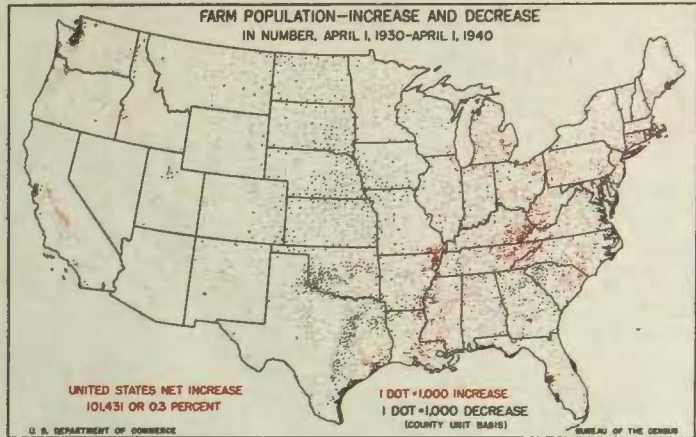 FARM POPULATION—INCREASE AND DECREASE
IN NUMBER, APRIL 1, 1930—APRIL 1, 1940
UNITED STATES NET INCREASE
101,431 OR 0.3 PERCENT
1 DOT=1,000 INCREASE
1 DOT=1,000 DECREASE
(COUNTY UNIT BASIS)
U. S. DEPARTMENT OF COMMERCE
BUREAU OF THE CENSUS